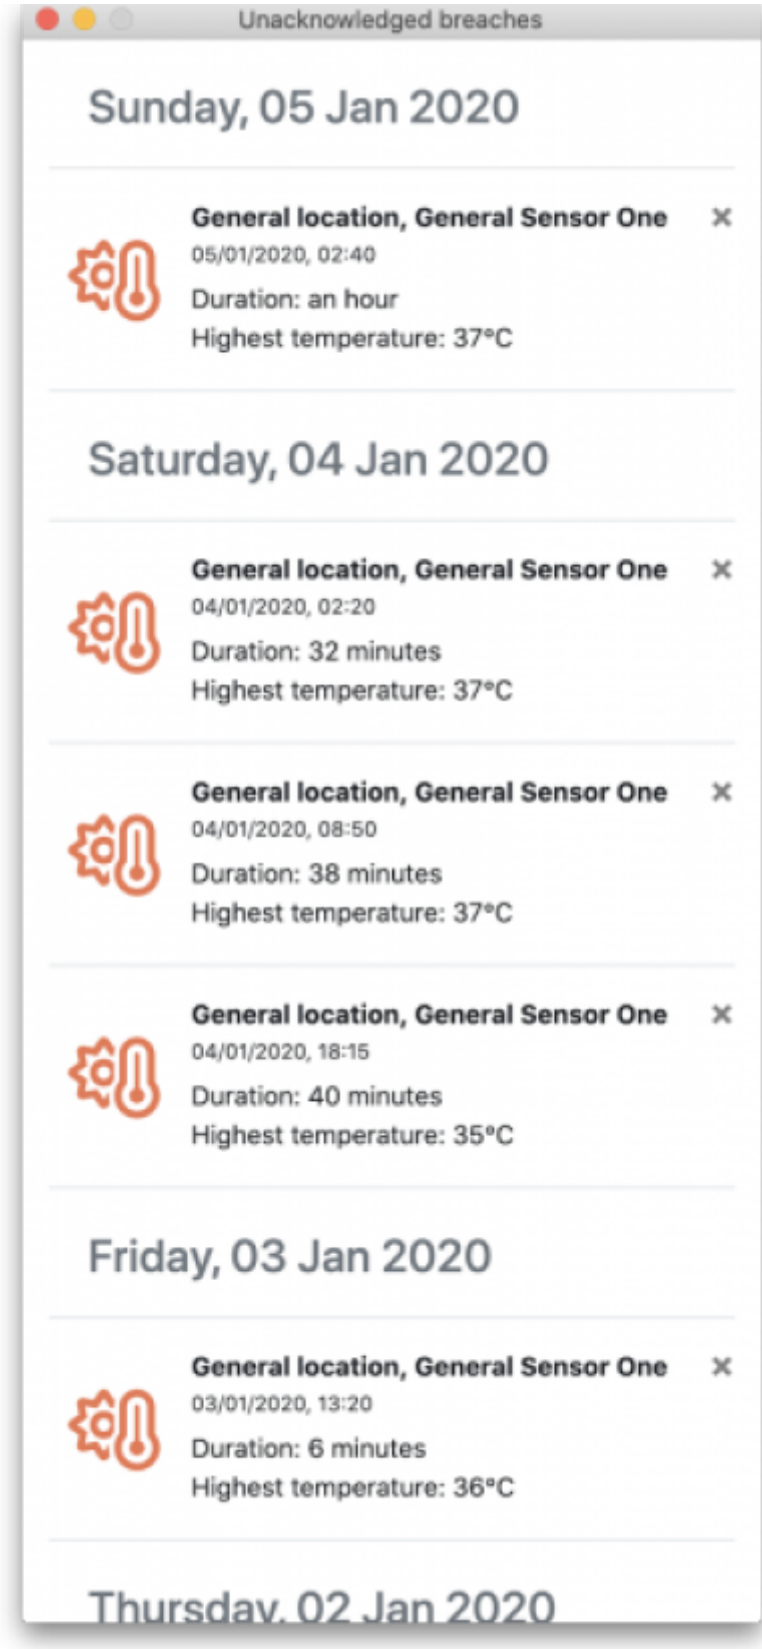 Unacknowledged breaches
Sunday, 05 Jan 2020
General location, General Sensor One
05/01/2020, 02:40
Duration: an hour
Highest temperature: 37°C
Saturday, 04 Jan 2020
General location, General Sensor One
04/01/2020, 02:20
Duration: 32 minutes
Highest temperature: 37°C
General location, General Sensor One
04/01/2020, 08:50
Duration: 38 minutes
Highest temperature: 37°C
General location, General Sensor One
04/01/2020, 18:15
Duration: 40 minutes
Highest temperature: 35°C
Friday, 03 Jan 2020
General location, General Sensor One
03/01/2020, 13:20
Duration: 6 minutes
Highest temperature: 36°C
Thursday, 02 Jan 2020